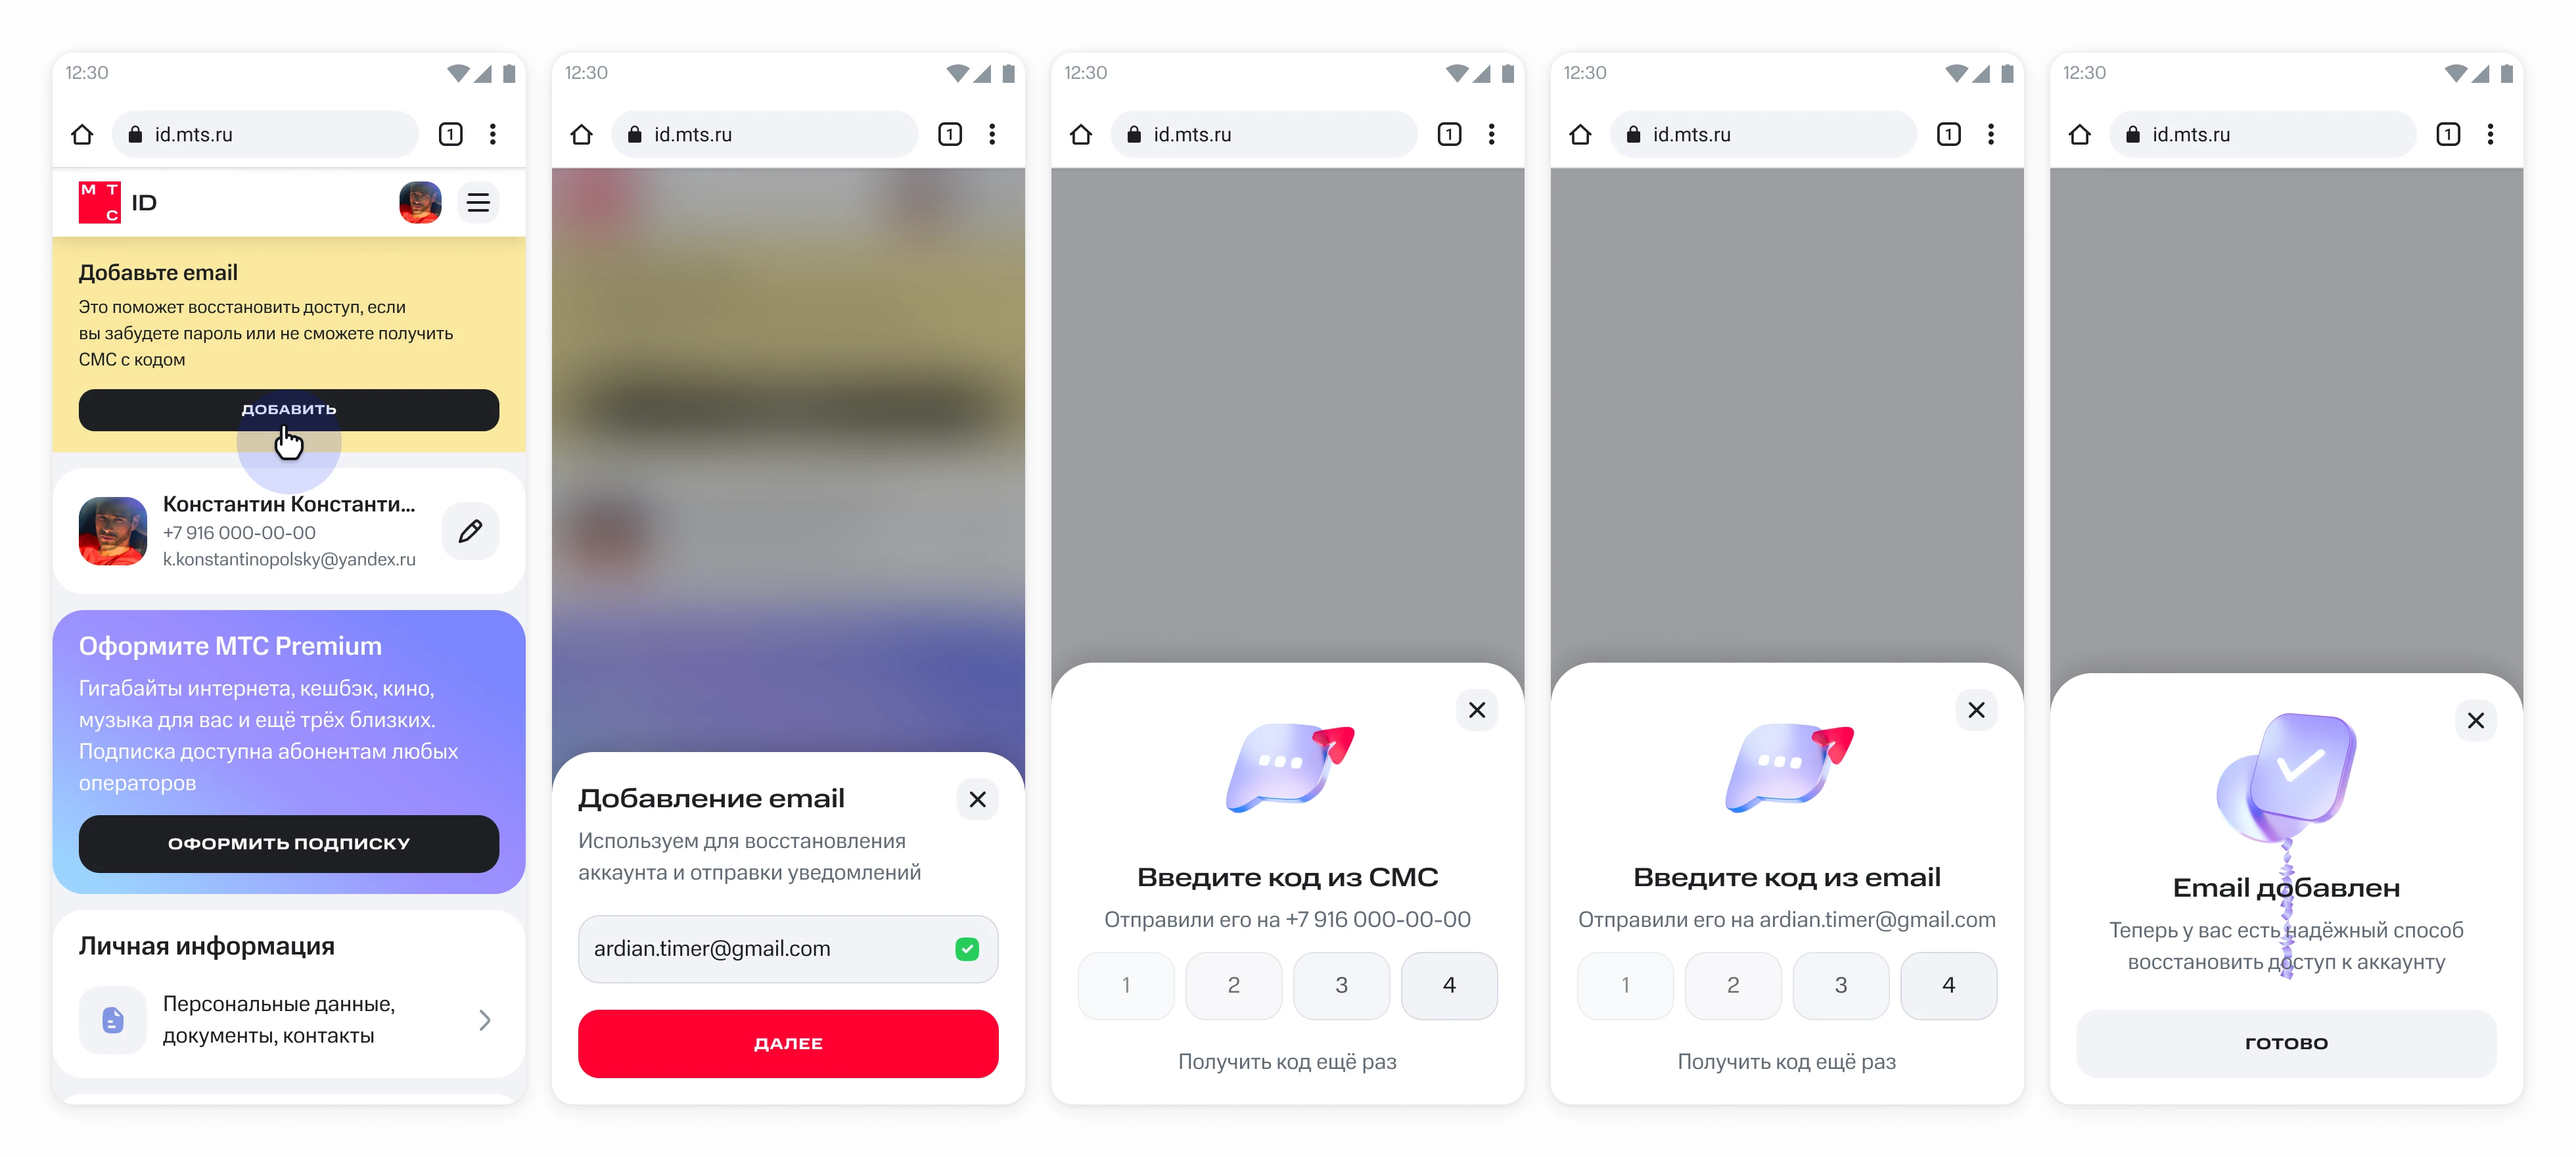 12:30
id.mts.ru
1
МТС
ID
Добавьте email
Это поможет восстановить доступ, если
вы забудете пароль или не сможете получить
СМС с кодом
ДОБАВИТЬ
Константин Константи...
+7 916 000-00-00
k.konstantinopolsky@yandex.ru
Оформите МТС Premium
Гигабайты интернета, кешбэк, кино,
музыка для вас и ещё трёх близких.
Подписка доступна абонентам любых
операторов
ОФОРМИТЬ ПОДПИСКУ
Личная информация
Персональные данные,
документы, контакты
12:30
id.mts.ru
1
Добавление email
Используем для восстановления
аккаунта и отправки уведомлений
ardian.timer@gmail.com
ДАЛЕЕ
12:30
id.mts.ru
1
Введите код из СМС
Отправили его на +7 916 000-00-00
1 2 3 4
Получить код ещё раз
12:30
id.mts.ru
1
Введите код из email
Отправили его на ardian.timer@gmail.com
1 2 3 4
Получить код ещё раз
12:30
id.mts.ru
1
Email добавлен
Теперь у вас есть надёжный способ
восстановить доступ к аккаунту
ГОТОВО